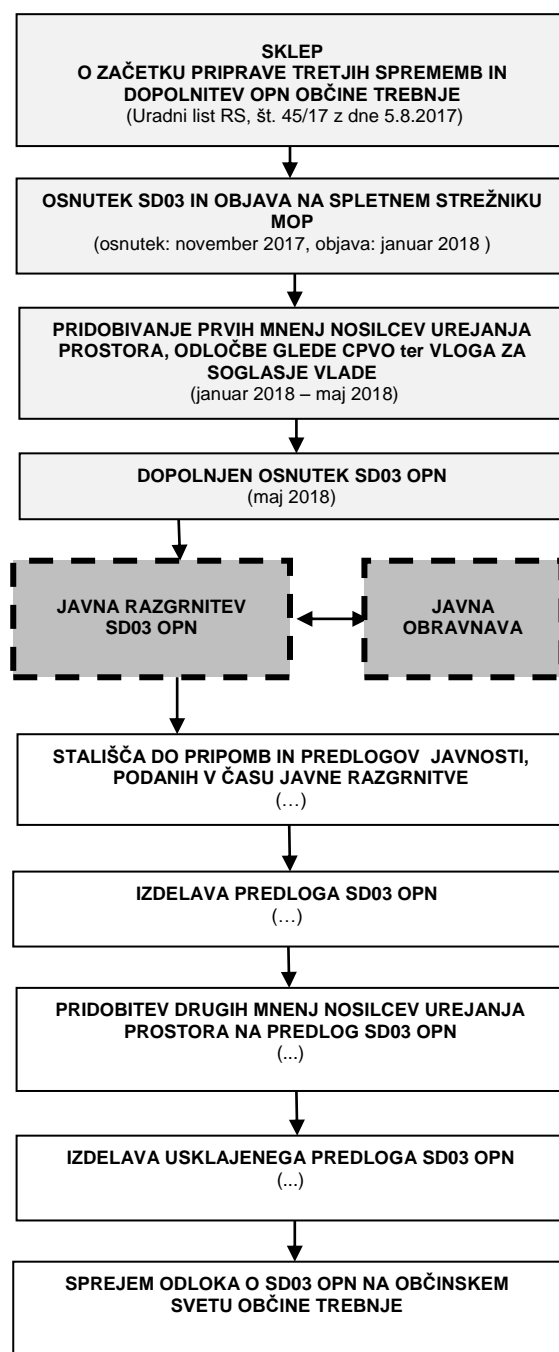 SKLEP
O ZAČETKU PRIPRAVE TRETJIH SPREMEMB IN
DOPOLNITEV OPN OBČINE TREBNJE
(Uradni list RS, št. 45/17 z dne 5.8.2017)
OSNUTEK SD03 IN OBJAVA NA SPLETNEM STREŽNIKU
MOP
(osnutek: november 2017, objava: januar 2018 )
PRIDOBIVANJE PRVIH MNENJ NOSILCEV UREJANJA
PROSTORA, ODLOČBE GLEDE CPVO ter VLOGA ZA
SOGLASJE VLADE
(januar 2018 – maj 2018)
DOPOLNJEN OSNUTEK SD03 OPN
(maj 2018)
JAVNA RAZGRNITEV
SD03 OPN
JAVNA
OBRAVNAVA
STALIŠČA DO PRIPOMB IN PREDLOGOV JAVNOSTI,
PODANIH V ČASU JAVNE RAZGRNITVE
(…)
IZDELAVA PREDLOGA SD03 OPN
(…)
PRIDOBITEV DRUGIH MNENJ NOSILCEV UREJANJA
PROSTORA NA PREDLOG SD03 OPN
(...)
IZDELAVA USKLAJENEGA PREDLOGA SD03 OPN
(...)
SPREJEM ODLOKA O SD03 OPN NA OBČINSKEM
SVETU OBČINE TREBNJE